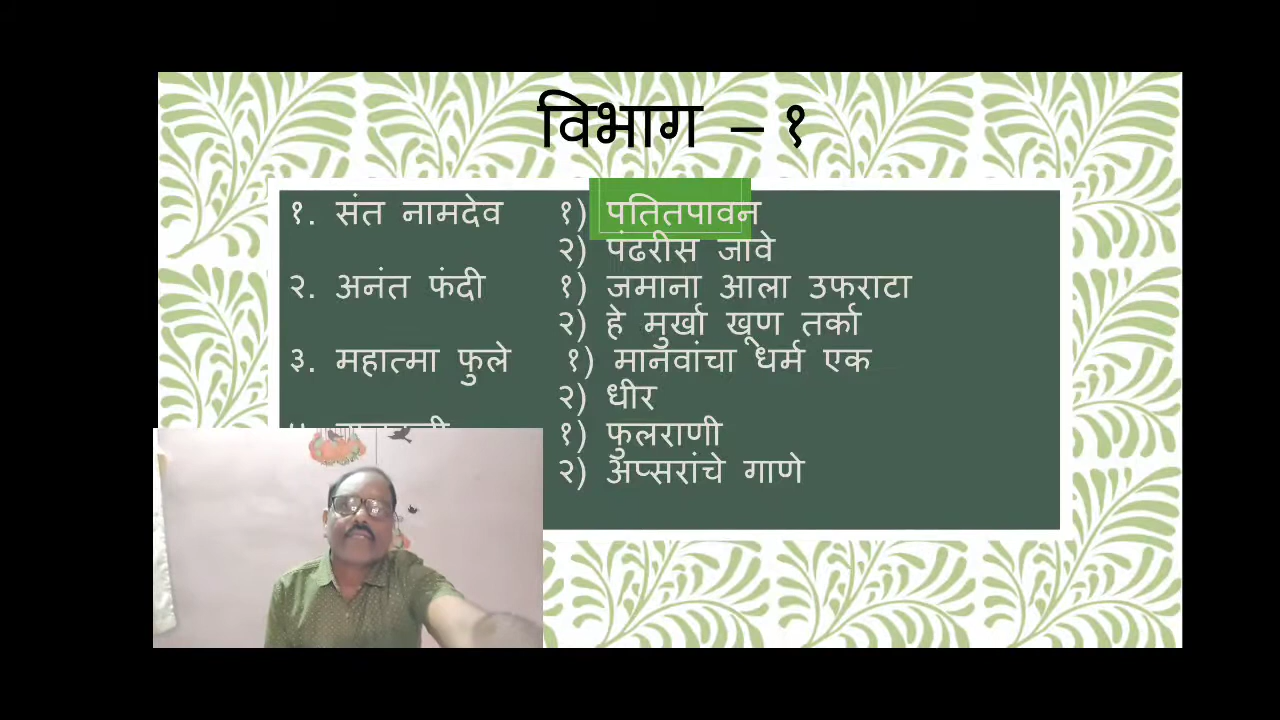 विभाग – १
१. संत नामदेव १) पतितपावन
२) पंढरीस जावे
२. अनंत फंदी १) जमाना आला उफराटा
२) हे मुर्खा खूण तर्का
३. महात्मा फुले १) मानवांचा धर्म एक
२) धीर
१) फुलराणी
२) अप्सरांचे गाणे